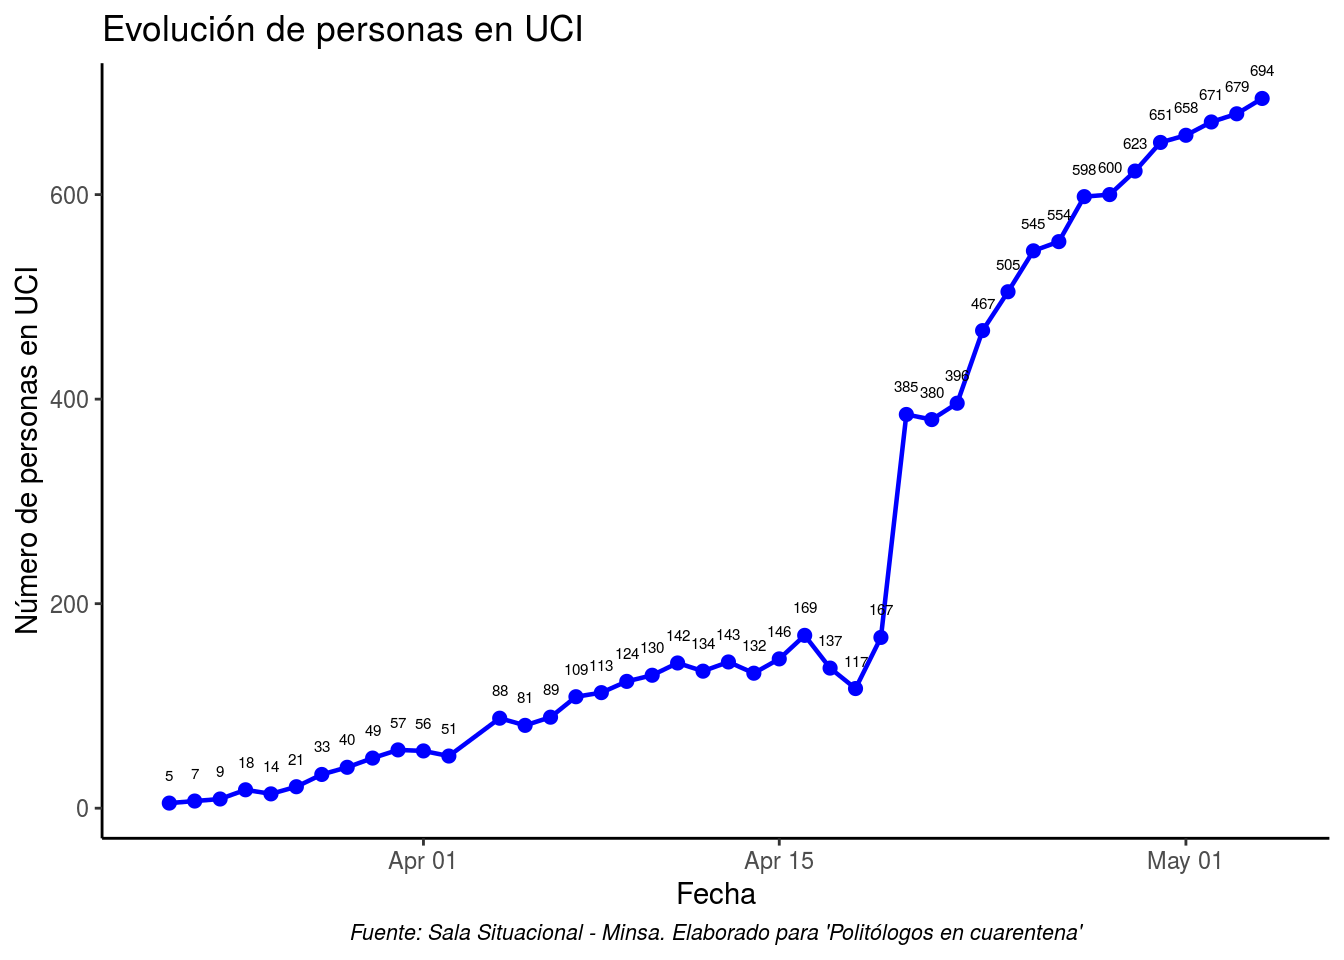 Evolución de personas en UCI
Número de personas en UCI
600
400
200
0
5 7 9 18 14 21 33 40 49 57 56 51 88 81 89 109 113 124 130 142 134 143 132 146 169 137 117 167 385 380 396 467 505 545 554 598 600 623 651 658 671 679 694
Apr 01 Apr 15 May 01
Fecha
Fuente: Sala Situacional - Minsa. Elaborado para 'Politólogos en cuarentena'